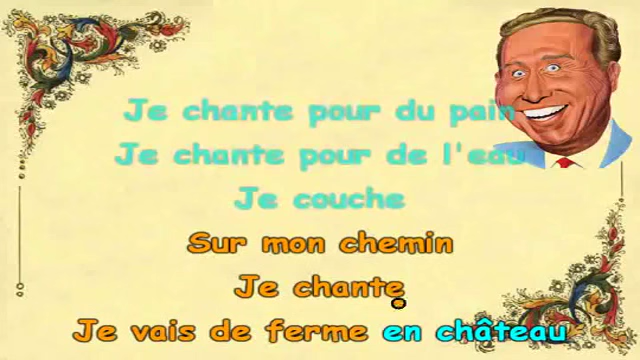 Je chante pour du pain
Je chante pour de l'eau
Je couche
Sur mon chemin
Je chante
Je vais de ferme en château